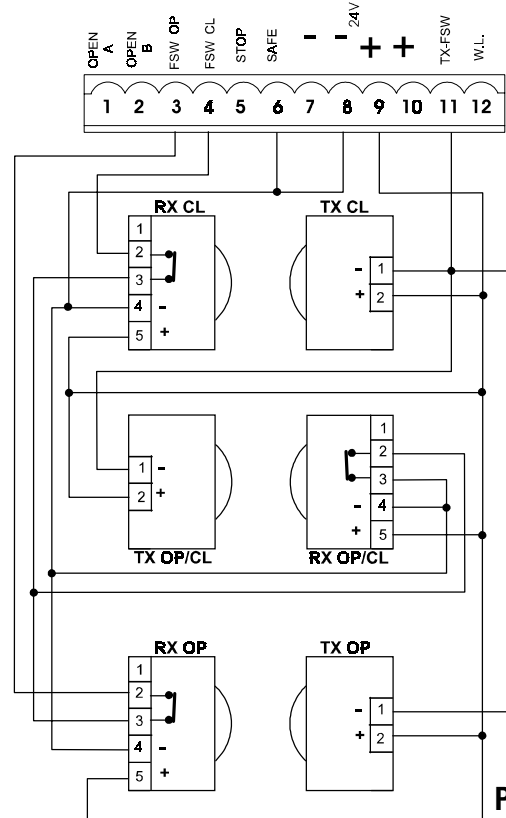 OPEN A
OPEN B
FSW OP
FSW CL
STOP
SAFE
-
-
24V
+
+
TX-FSW
W.L.
1 2 3 4 5 6 7 8 9 10 11 12
RX CL
1
2
3
4 -
5 +
TX CL
- 1
+ 2
1 -
2 +
TX OP/CL
1
2
3
- 4
+ 5
RX OP/CL
RX OP
1
2
3
4 -
5 +
TX OP
- 1
+ 2
P